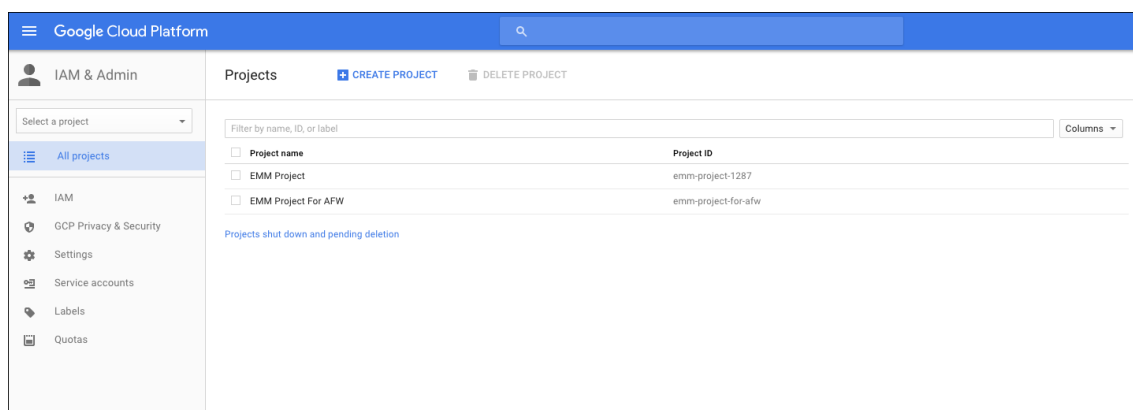 Google Cloud Platform
IAM & Admin
Projects
CREATE PROJECT
DELETE PROJECT
Select a project
Filter by name, ID, or label
Columns
All projects
Project name
Project ID
EMM Project
emm-project-1287
IAM
EMM Project For AFW
emm-project-for-afw
GCP Privacy & Security
Projects shut down and pending deletion
Settings
Service accounts
Labels
Quotas